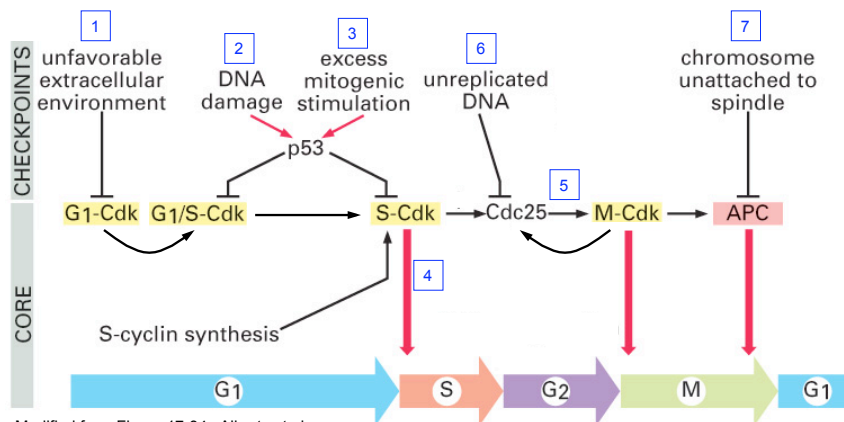 1
unfavorable
extracellular
environment
2
DNA
damage
3
excess
mitogenic
stimulation
6
unreplicated
DNA
7
chromosome
unattached to
spindle
CHECKPOINTS
p53
5
G1-Cdk
G1/S-Cdk
S-Cdk
Cdc25
M-Cdk
APC
4
CORE
S-cyclin synthesis
G1
S
G2
M
G1